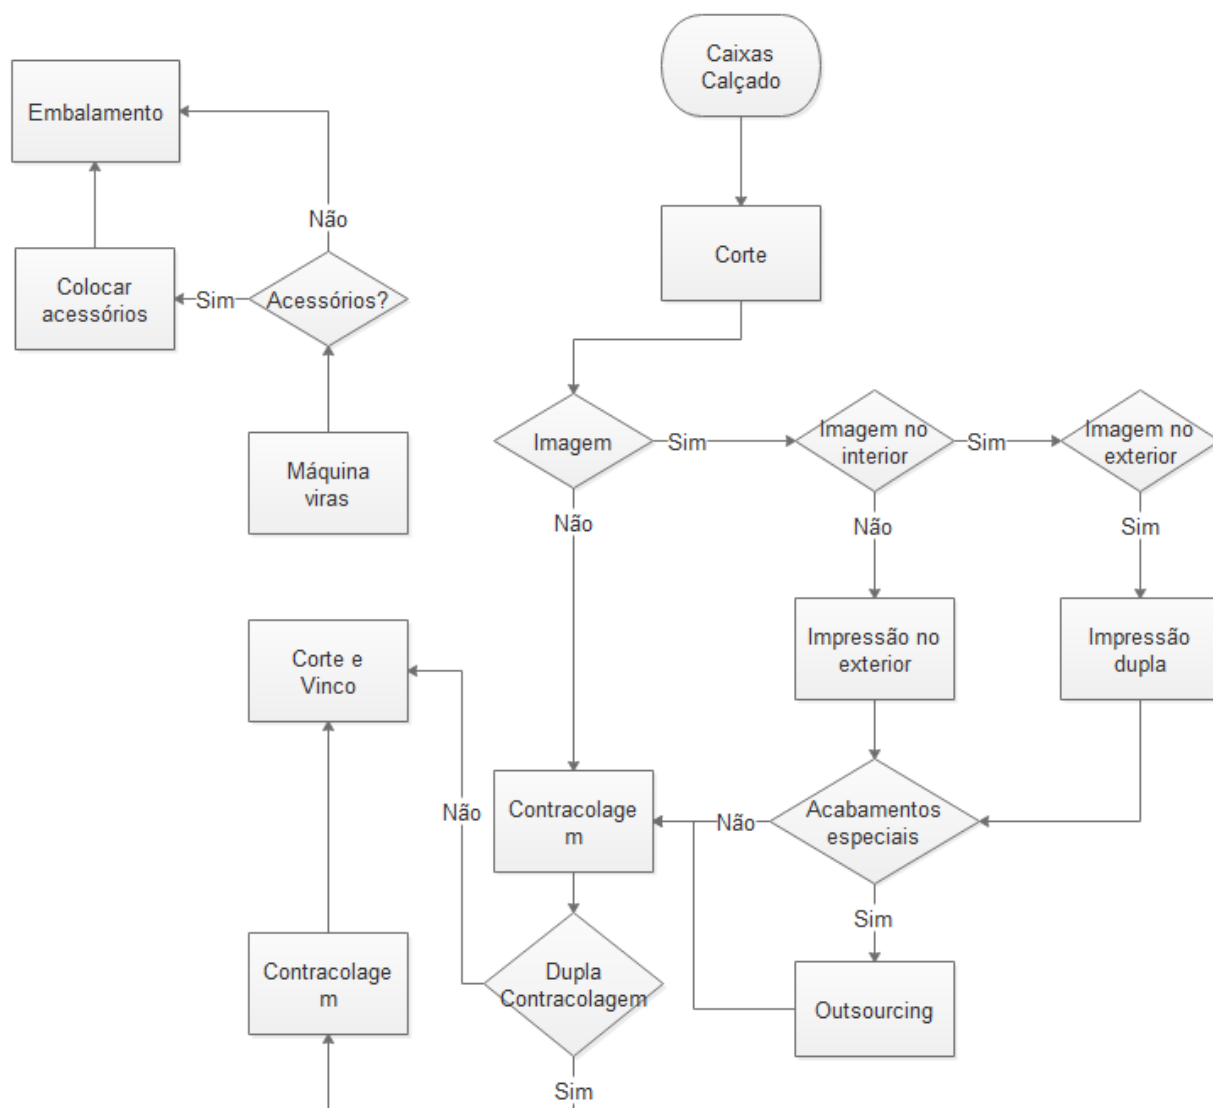 Caixas
Calçado
Embalamento
Não
Corte
Colocar
acessórios
Sim
Acessórios?
Imagem
Sim
Imagem no
interior
Sim
Imagem no
exterior
Máquina
viras
Não
Não
Sim
Corte e
Vinco
Impressão no
exterior
Impressão
dupla
Contracolage
m
Não
Acabamentos
especiais
Não
Sim
Contracolage
m
Dupla
Contracolagem
Outsourcing
Sim